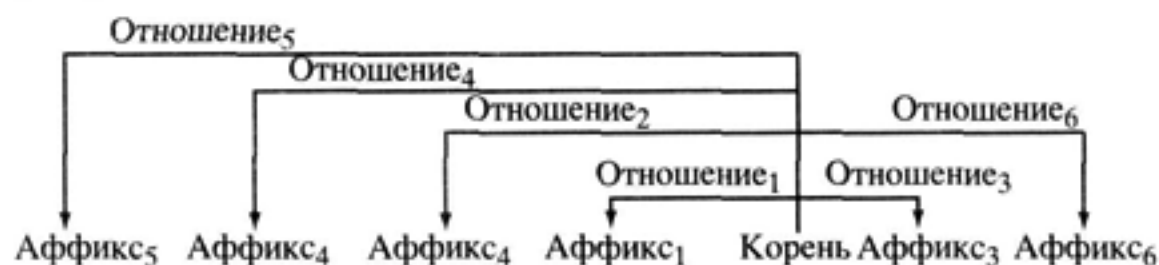 Отношение₅
Отношение₄
Отношение₂ Отношение₆
Отношение₁ Отношение₃
Аффикс₅ Аффикс₄ Аффикс₄ Аффикс₁ Корень Аффикс₃ Аффикс₆